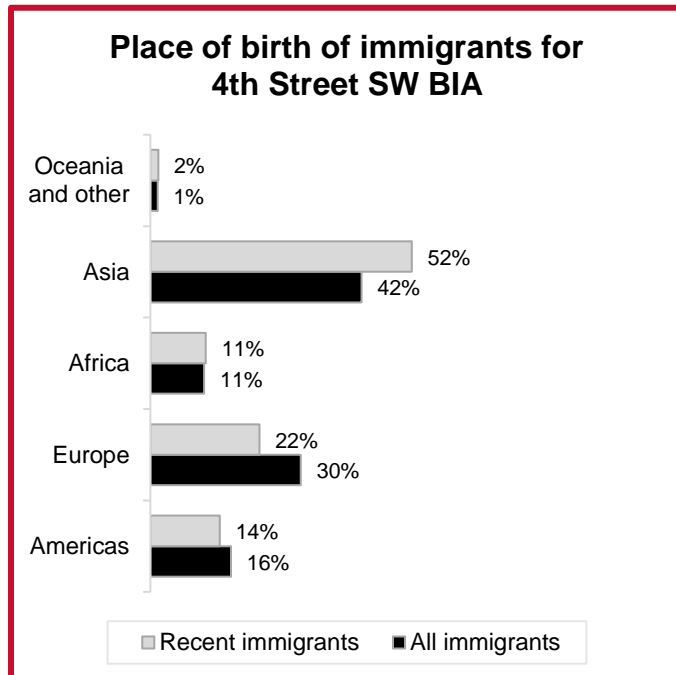 Place of birth of immigrants for
4th Street SW BIA
Oceania
and other
2%
1%
Asia
52%
42%
Africa
11%
11%
Europe
22%
30%
Americas
14%
16%
Recent immigrants
All immigrants